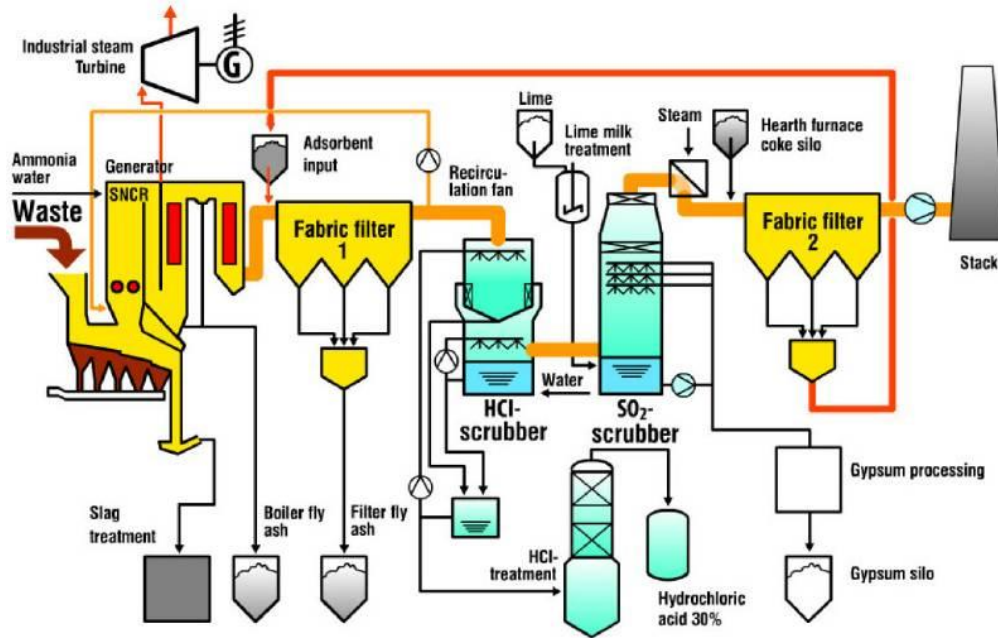 Industrial steam
Turbine
G
Ammonia
water
Generator
SNCR
Waste
Adsorbent
input
Fabric filter
1
Recircu-
lation fan
Lime
Lime milk
treatment
Steam
Hearth furnace
coke silo
Fabric filter
2
Stack
Water
HCl-
scrubber
SO₂-
scrubber
Slag
treatment
Boiler fly
ash
Filter fly
ash
HCl-
treatment
Hydrochloric
acid 30%
Gypsum processing
Gypsum silo